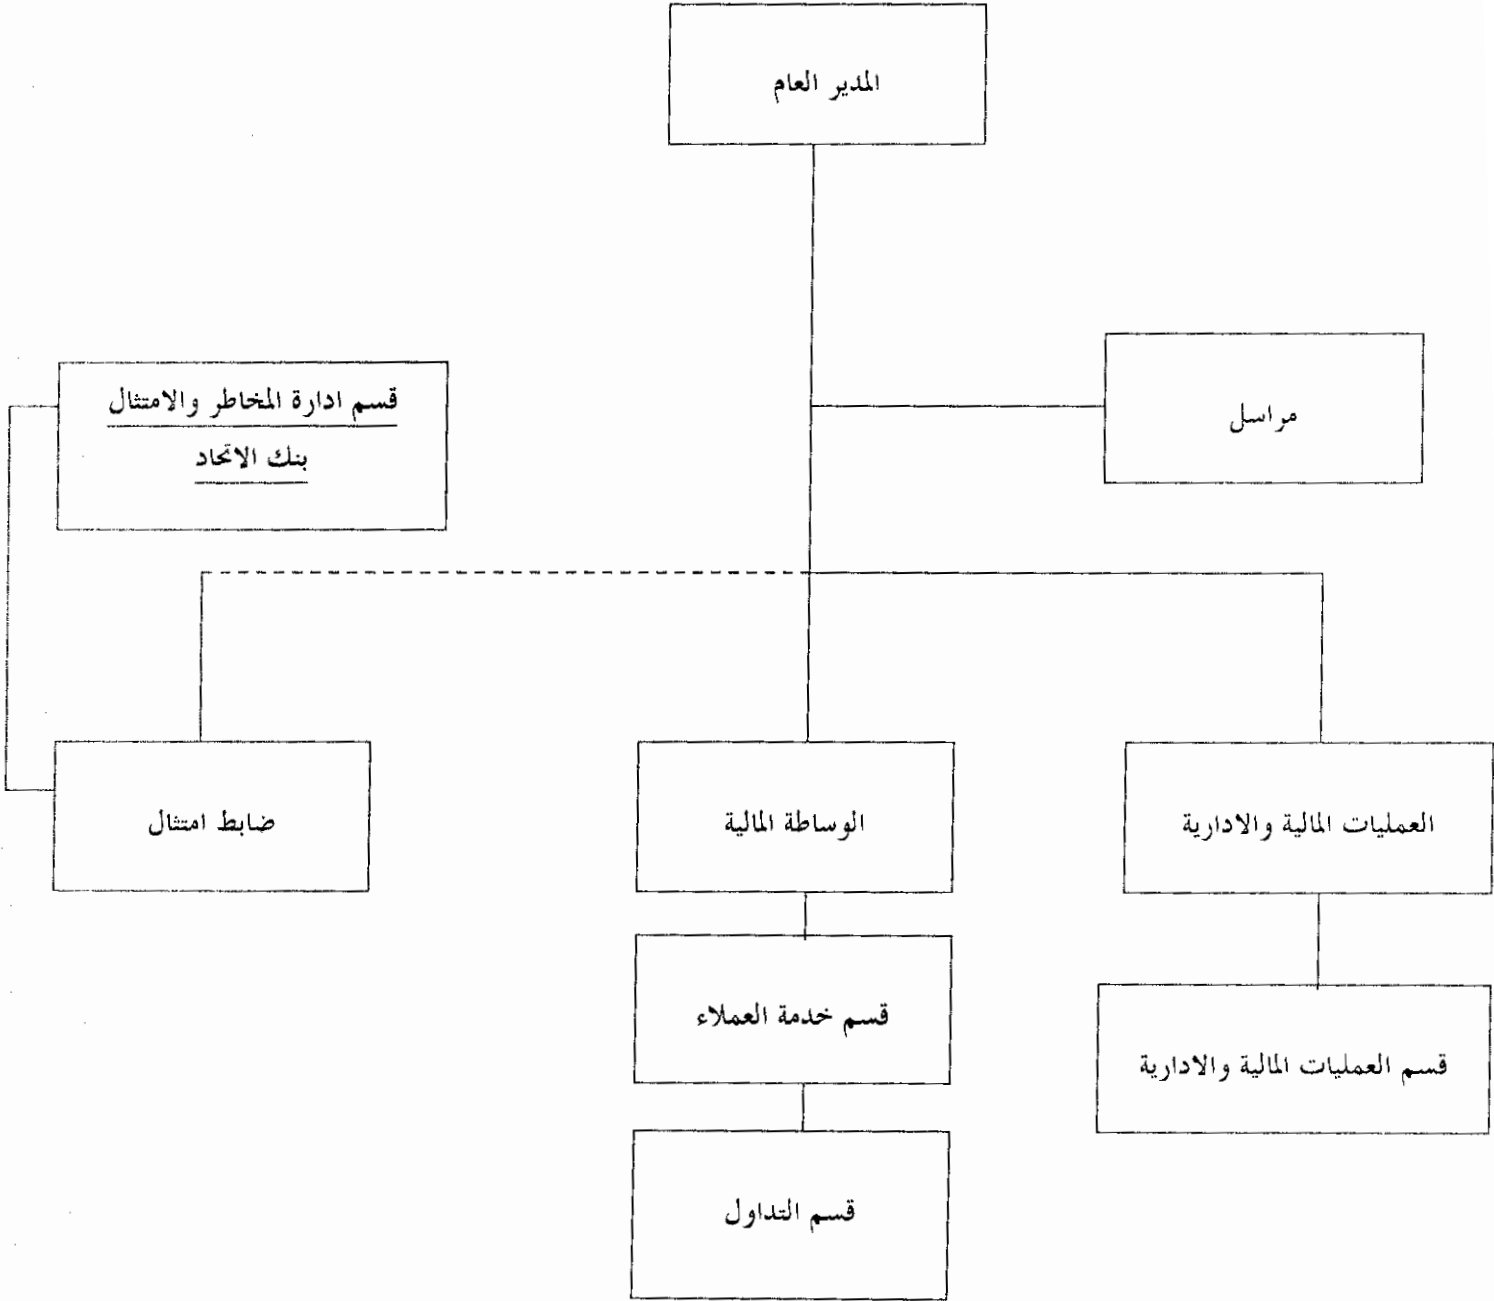 المدير العام
مراسل
قسم ادارة المخاطر والامتثال
بنك الاتحاد
العمليات المالية والادارية
الوساطة المالية
ضابط امتثال
قسم خدمة العملاء
قسم العمليات المالية والادارية
قسم التداول